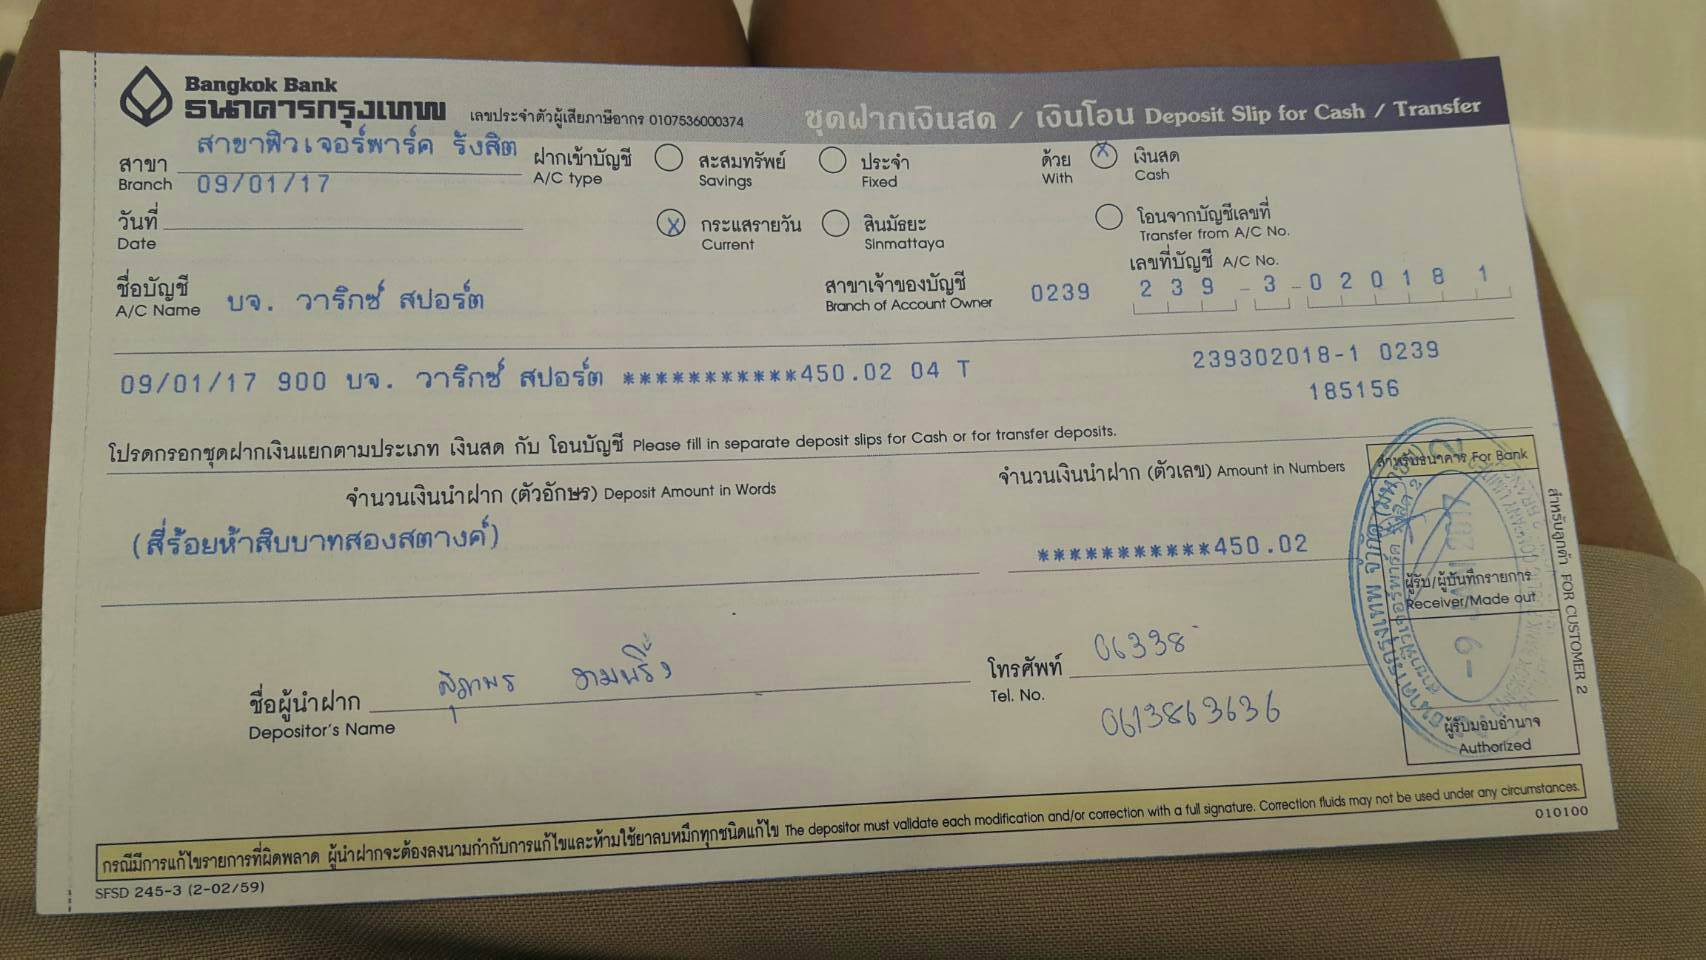 Bangkok Bank
ธนาคารกรุงเทพ
เลขประจำตัวผู้เสียภาษีอากร 0107536000374
ชุดฝากเงินสด / เงินโอน Deposit Slip for Cash / Transfer
สาขา สาขาฟิวเจอร์พาร์ค รังสิต
Branch 09/01/17
ฝากเข้าบัญชี
A/C type
สะสมทรัพย์
Savings
ประจำ
Fixed
ด้วย
With
X เงินสด
Cash
วันที่
Date
X กระแสรายวัน
Current
สินมัธยะ
Sinmattaya
โอนจากบัญชีเลขที่
Transfer from A/C No.
ชื่อบัญชี
A/C Name บจ. วาริกซ์ สปอร์ต
สาขาเจ้าของบัญชี
Branch of Account Owner 0239
เลขที่บัญชี A/C No.
239-3-02018 1
09/01/17 900 บจ. วาริกซ์ สปอร์ต ***********450.02 04 T
239302018-1 0239
185156
โปรดกรอกชุดฝากเงินแยกตามประเภท เงินสด กับ โอนบัญชี Please fill in separate deposit slips for Cash or for transfer deposits.
จำนวนเงินนำฝาก (ตัวอักษร) Deposit Amount in Words
จำนวนเงินนำฝาก (ตัวเลข) Amount in Numbers
สำหรับธนาคาร For Bank
(สี่ร้อยห้าสิบบาทสองสตางค์)
***********450.02
ผู้รับ/ผู้บันทึกรายการ
Receiver/Made out
สำหรับลูกค้า FOR CUSTOMER 2
ชื่อผู้นำฝาก
Depositor's Name
โทรศัพท์ 06338
Tel. No.
0613863636
ผู้รับมอบอำนาจ
Authorized
กรณีมีการแก้ไขรายการที่ผิดพลาด ผู้นำฝากจะต้องลงนามกำกับการแก้ไขและห้ามใช้ยาลบหมึกทุกชนิดแก้ไข The depositor must validate each modification and/or correction with a full signature. Correction fluids may not be used under any circumstances.
SFSD 245-3 (2-02/59)
010100